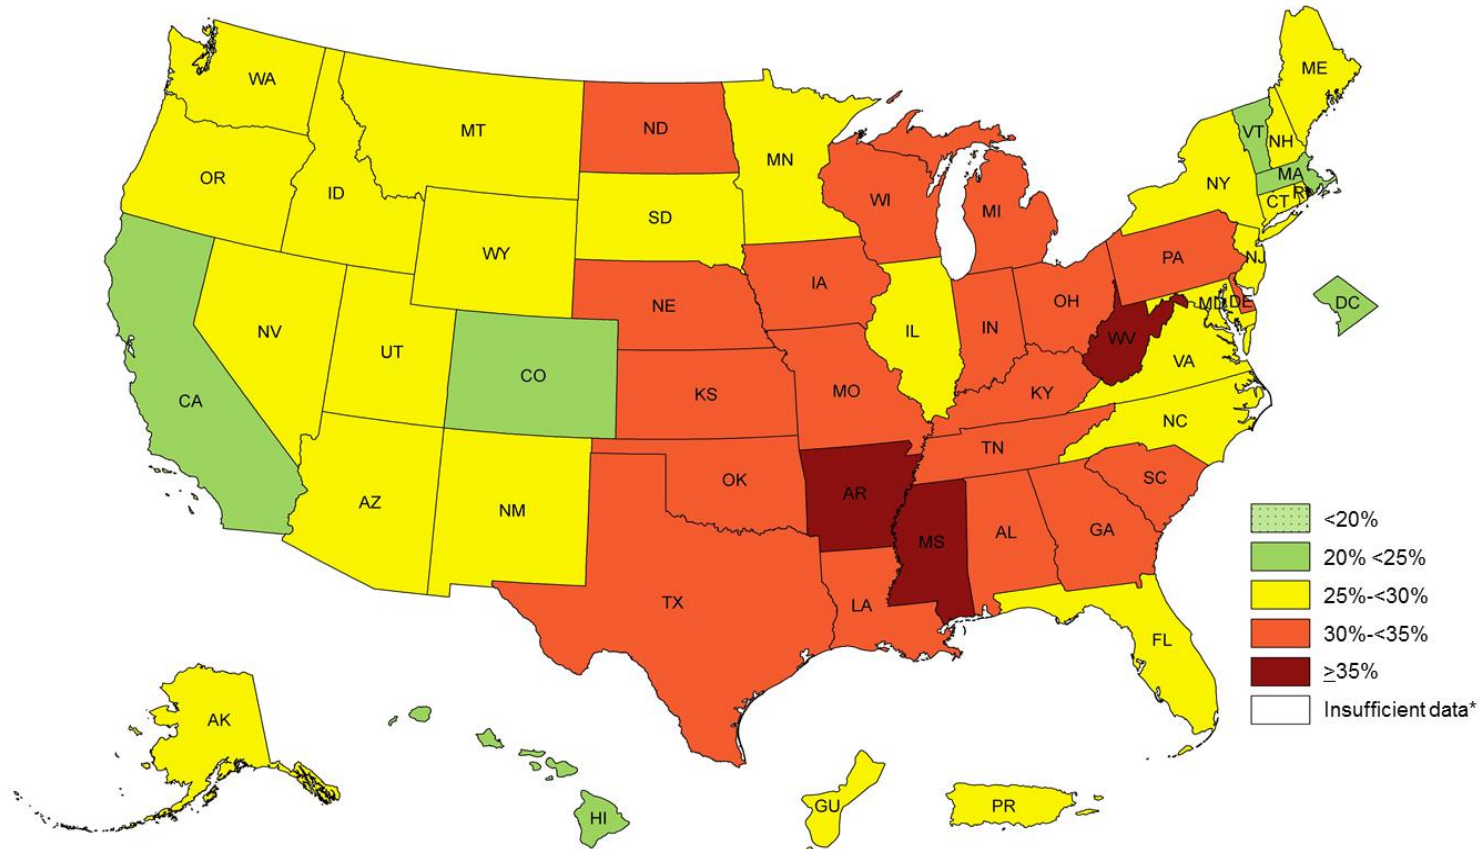 WA
MT
ND
MN
ME
VT
NH
OR
ID
SD
WI
MI
NY
MA
CT
RI
WY
IA
PA
NJ
NE
OH
MD
DE
DC
NV
UT
CO
IL
IN
WV
VA
CA
KS
MO
KY
NC
TN
AZ
NM
OK
AR
SC
MS
AL
GA
TX
LA
FL
AK
HI
GU
PR
<20%
20% <25%
25%-<30%
30%-<35%
≥35%
Insufficient data*